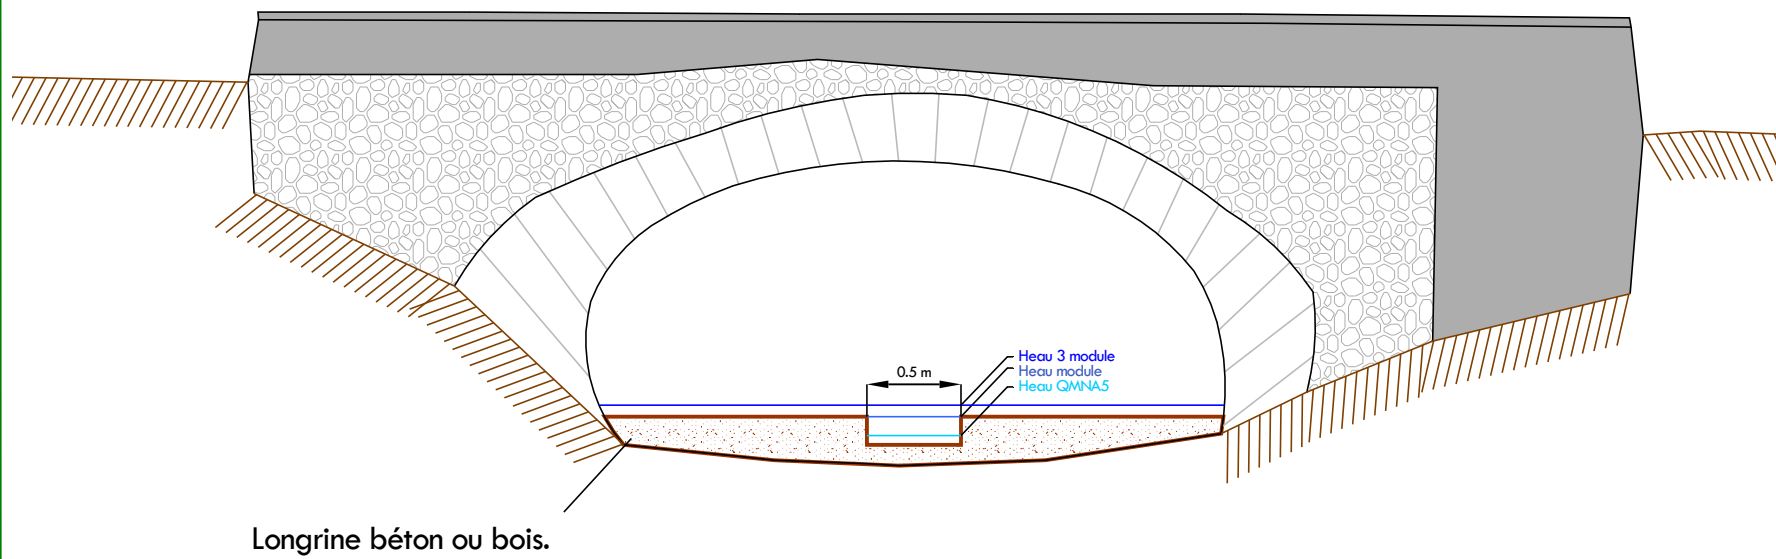 0.5 m
Heau 3 module
Heau module
Heau QMNA5
Longrine béton ou bois.